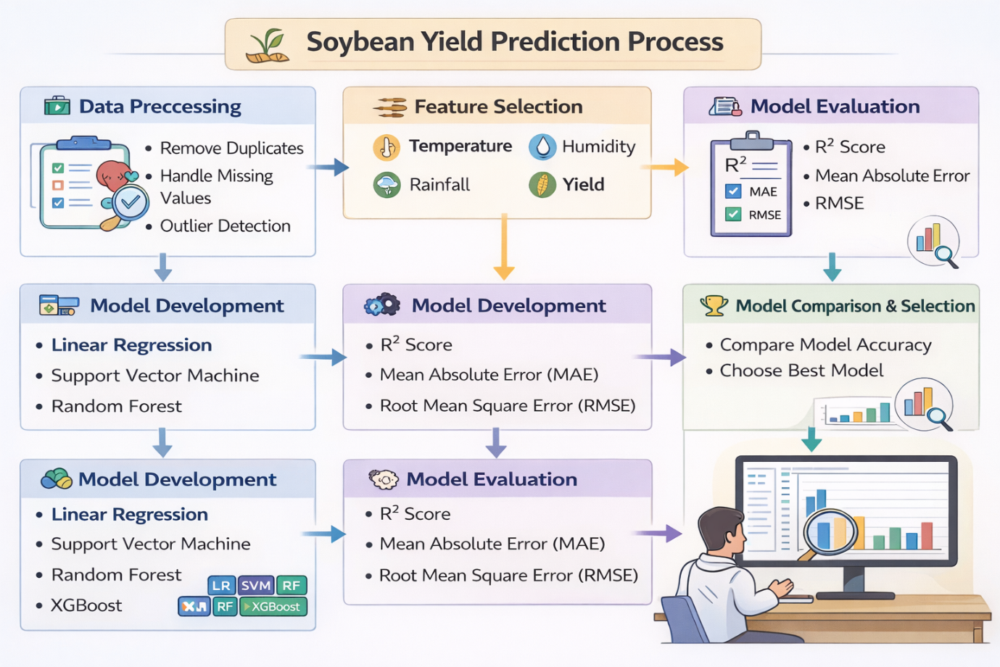 Soybean Yield Prediction Process
Data Preccessing
• Remove Duplicates
• Handle Missing
Values
• Outlier Detection
Feature Selection
Temperature
Humidity
Rainfall
Yield
Model Evaluation
R²
MAE
RMSE
• R² Score
• Mean Absolute Error
• RMSE
Model Development
• Linear Regression
• Support Vector Machine
• Random Forest
Model Development
• R² Score
• Mean Absolute Error (MAE)
• Root Mean Square Error (RMSE)
Model Comparison & Selection
• Compare Model Accuracy
• Choose Best Model
Model Development
• Linear Regression
• Support Vector Machine
• Random Forest
• XGBoost
LR SVM RF
RF XGBoost
Model Evaluation
• R² Score
• Mean Absolute Error (MAE)
• Root Mean Square Error (RMSE)